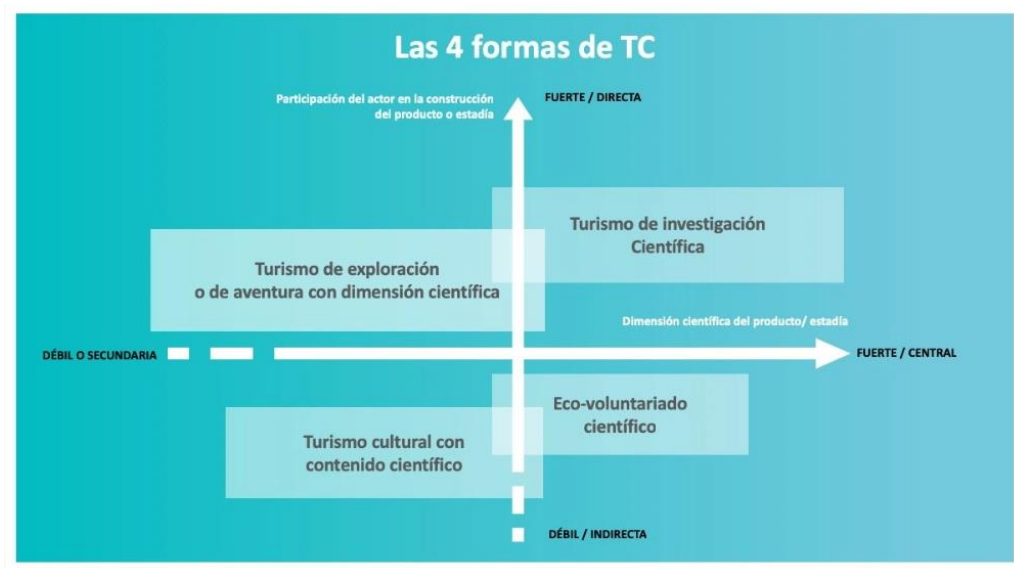 Las 4 formas de TC
Participación del actor en la construcción
del producto o estadía
FUERTE / DIRECTA
Turismo de investigación
Científica
Turismo de exploración
o de aventura con dimensión científica
Dimensión científica del producto/ estadía
DÉBIL O SECUNDARIA
FUERTE / CENTRAL
Eco-voluntariado
científico
Turismo cultural con
contenido científico
DÉBIL / INDIRECTA